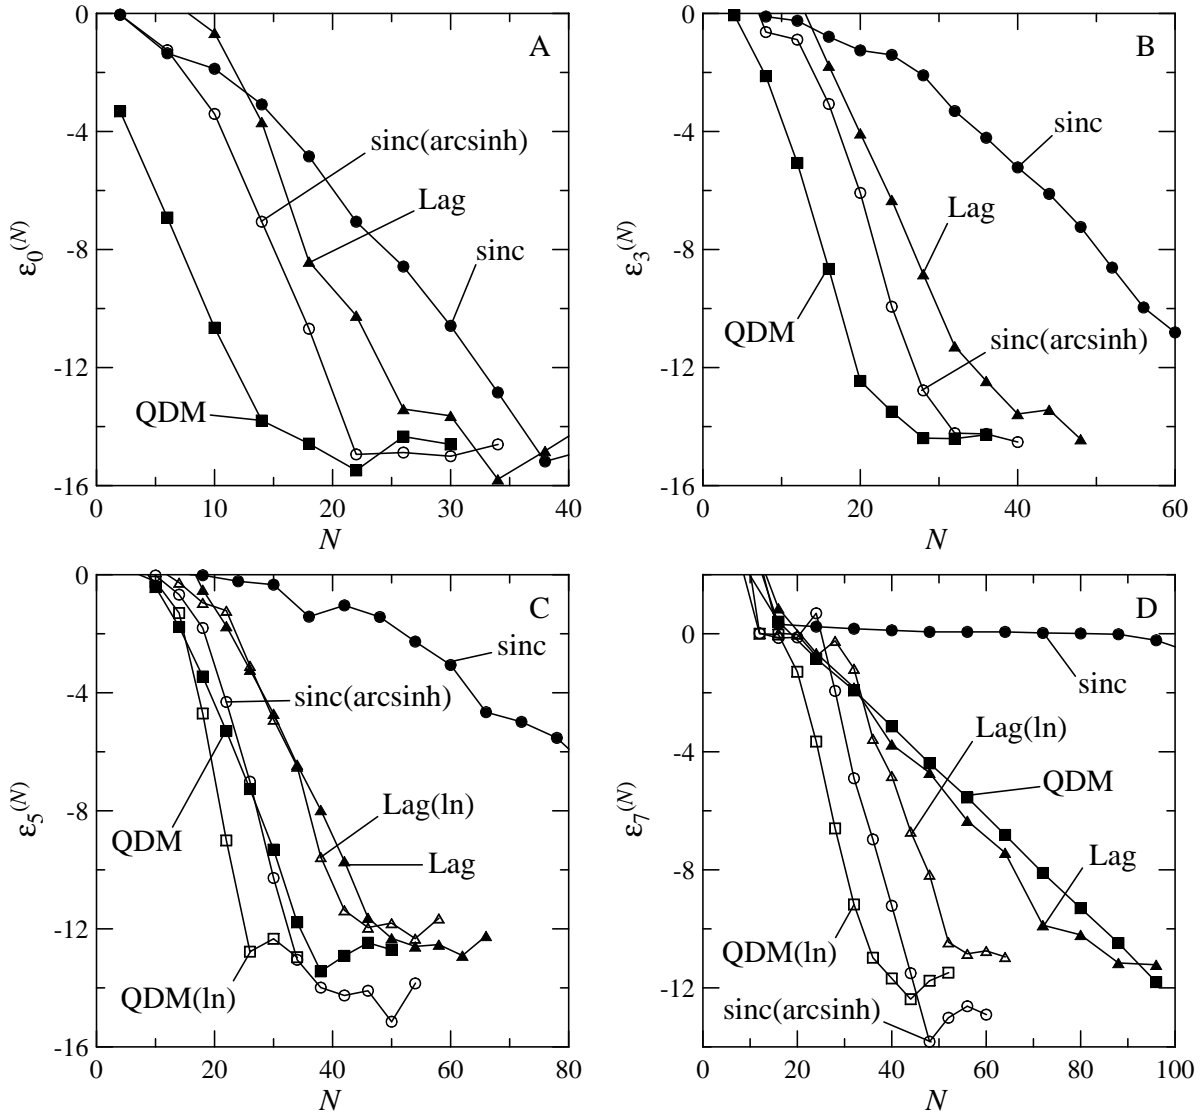 0
-4
-8
-12
-16
0
10
20
30
40
N
ε₀⁽ᴺ⁾
A
sinc(arcsinh)
Lag
sinc
QDM
0
-4
-8
-12
-16
0
20
40
60
N
ε₃⁽ᴺ⁾
B
sinc
Lag
QDM
sinc(arcsinh)
0
-4
-8
-12
-16
0
20
40
60
80
N
ε₅⁽ᴺ⁾
C
sinc
sinc(arcsinh)
Lag(ln)
QDM
Lag
QDM(ln)
0
-4
-8
-12
0
20
40
60
80
100
N
ε₇⁽ᴺ⁾
D
sinc
Lag(ln)
QDM
Lag
QDM(ln)
sinc(arcsinh)